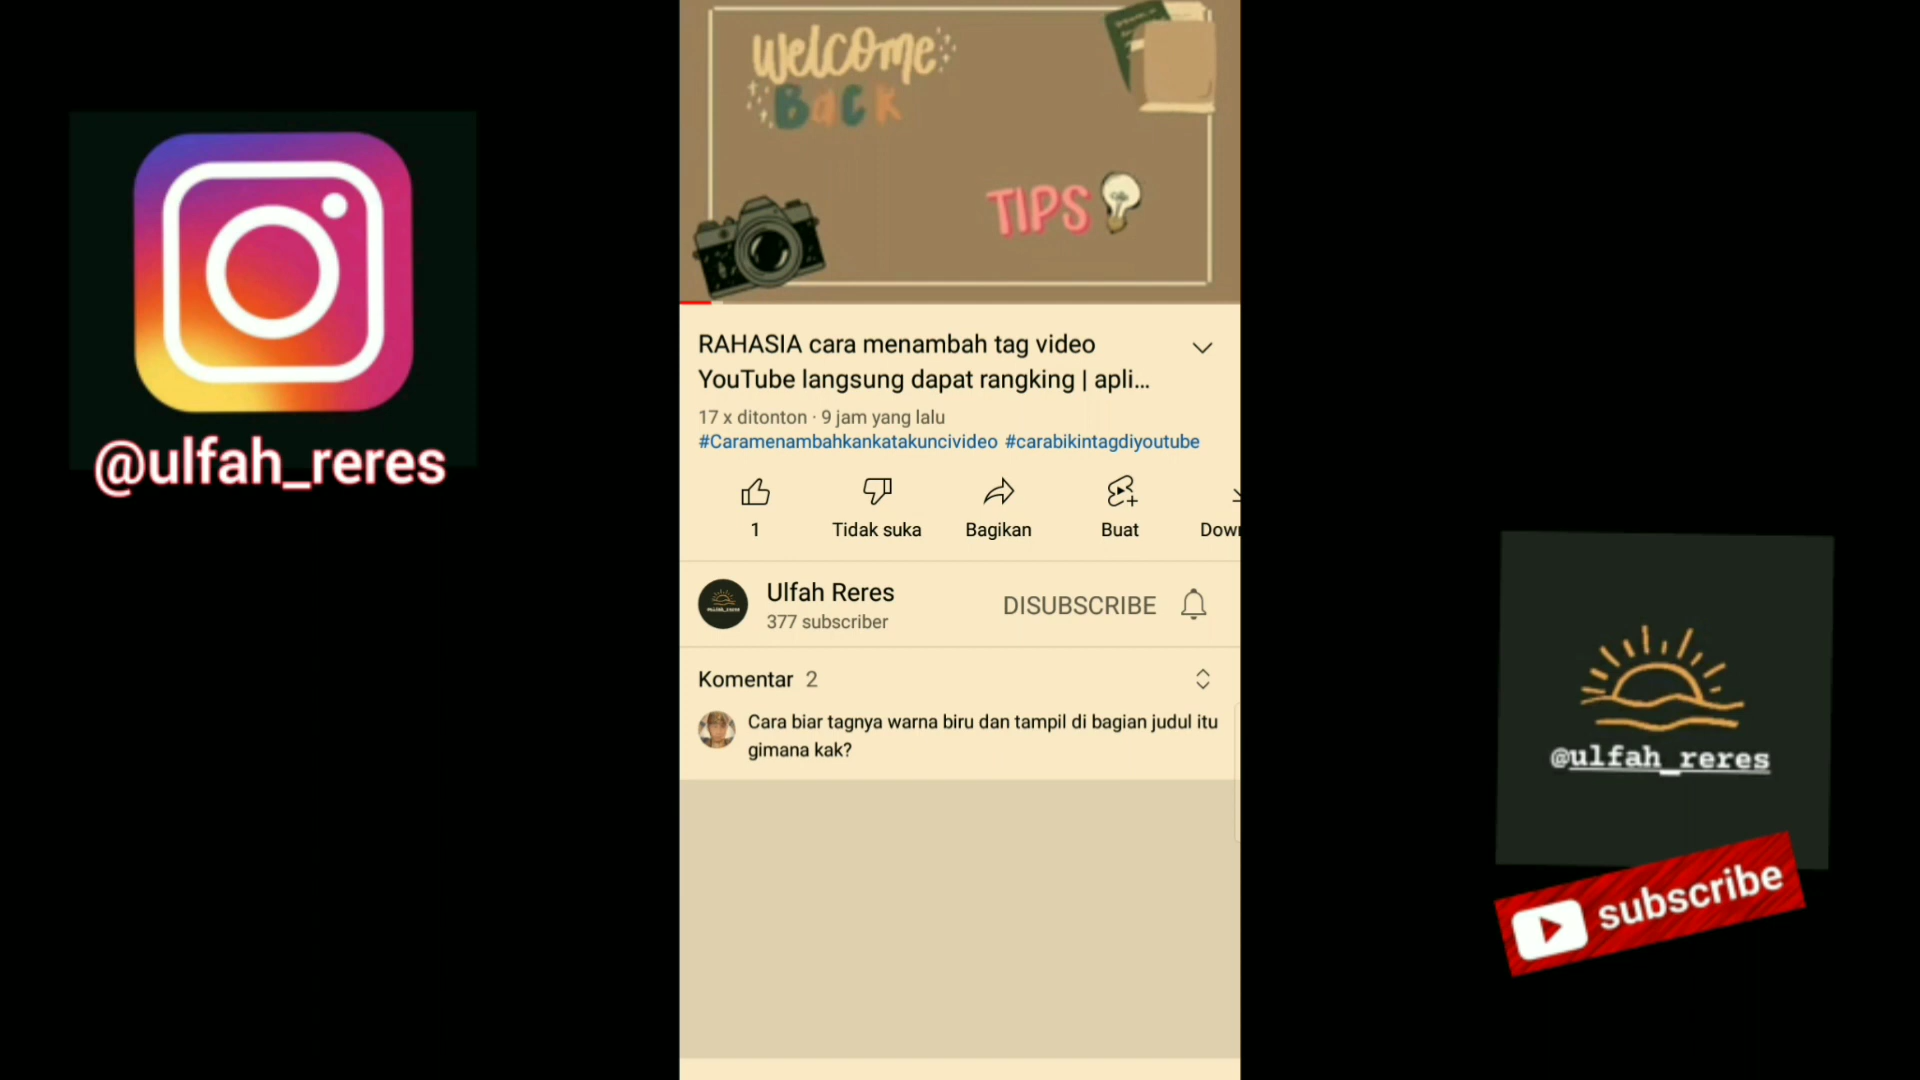 welcome
BACK
TIPS
@ulfah_reres
RAHASIA cara menambah tag video
YouTube langsung dapat rangking | apli...
17 x ditonton · 9 jam yang lalu
#Caramenambahkankatakuncivideo #carabikintagdiyoutube
1
Tidak suka
Bagikan
Buat
Down
Ulfah Reres
377 subscriber
DISUBSCRIBE
Komentar 2
Cara biar tagnya warna biru dan tampil di bagian judul itu
gimana kak?
@ulfah_reres
subscribe